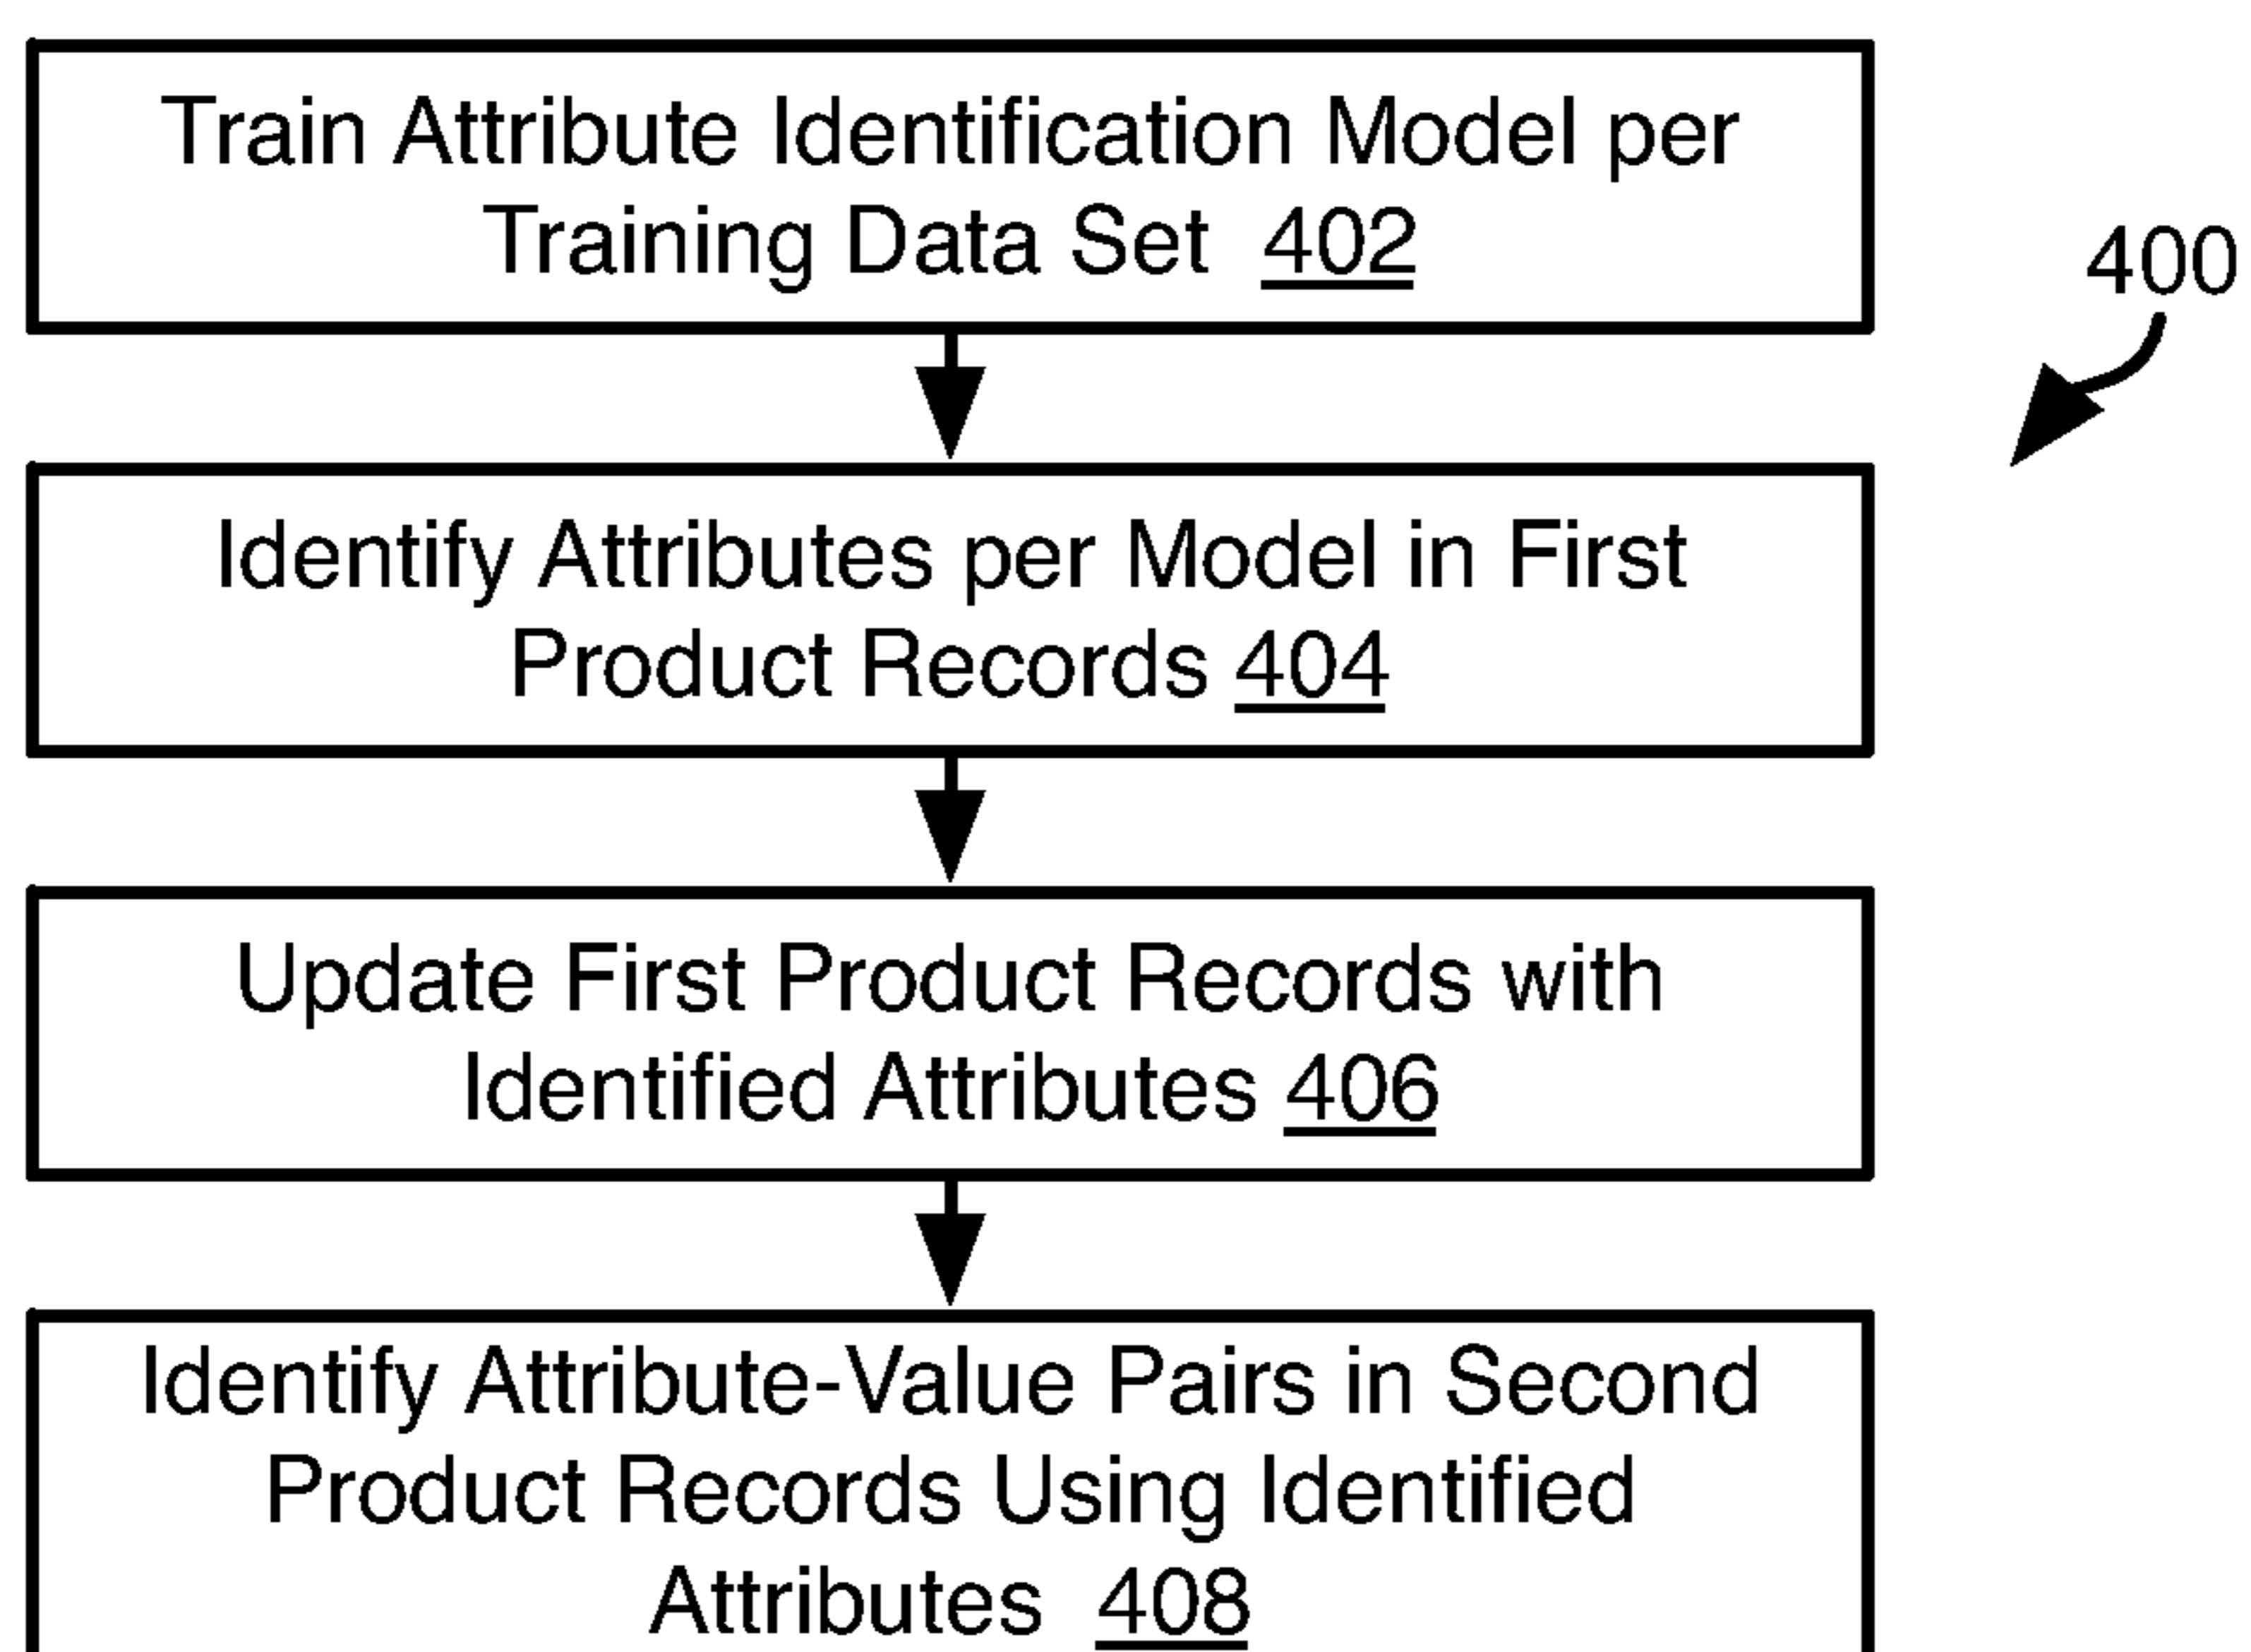 Train Attribute Identification Model per
Training Data Set 402
400
Identify Attributes per Model in First
Product Records 404
Update First Product Records with
Identified Attributes 406
Identify Attribute-Value Pairs in Second
Product Records Using Identified
Attributes 408